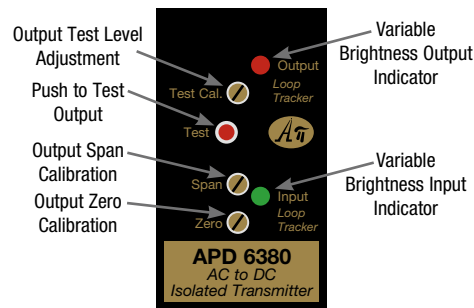 Output Test Level
Adjustment
Push to Test
Output
Output Span
Calibration
Output Zero
Calibration
Output
Test Cal.
Loop
Tracker
Test
Aπ
Span
Input
Loop
Tracker
Zero
APD 6380
AC to DC
Isolated Transmitter
Variable
Brightness Output
Indicator
Variable
Brightness Input
Indicator